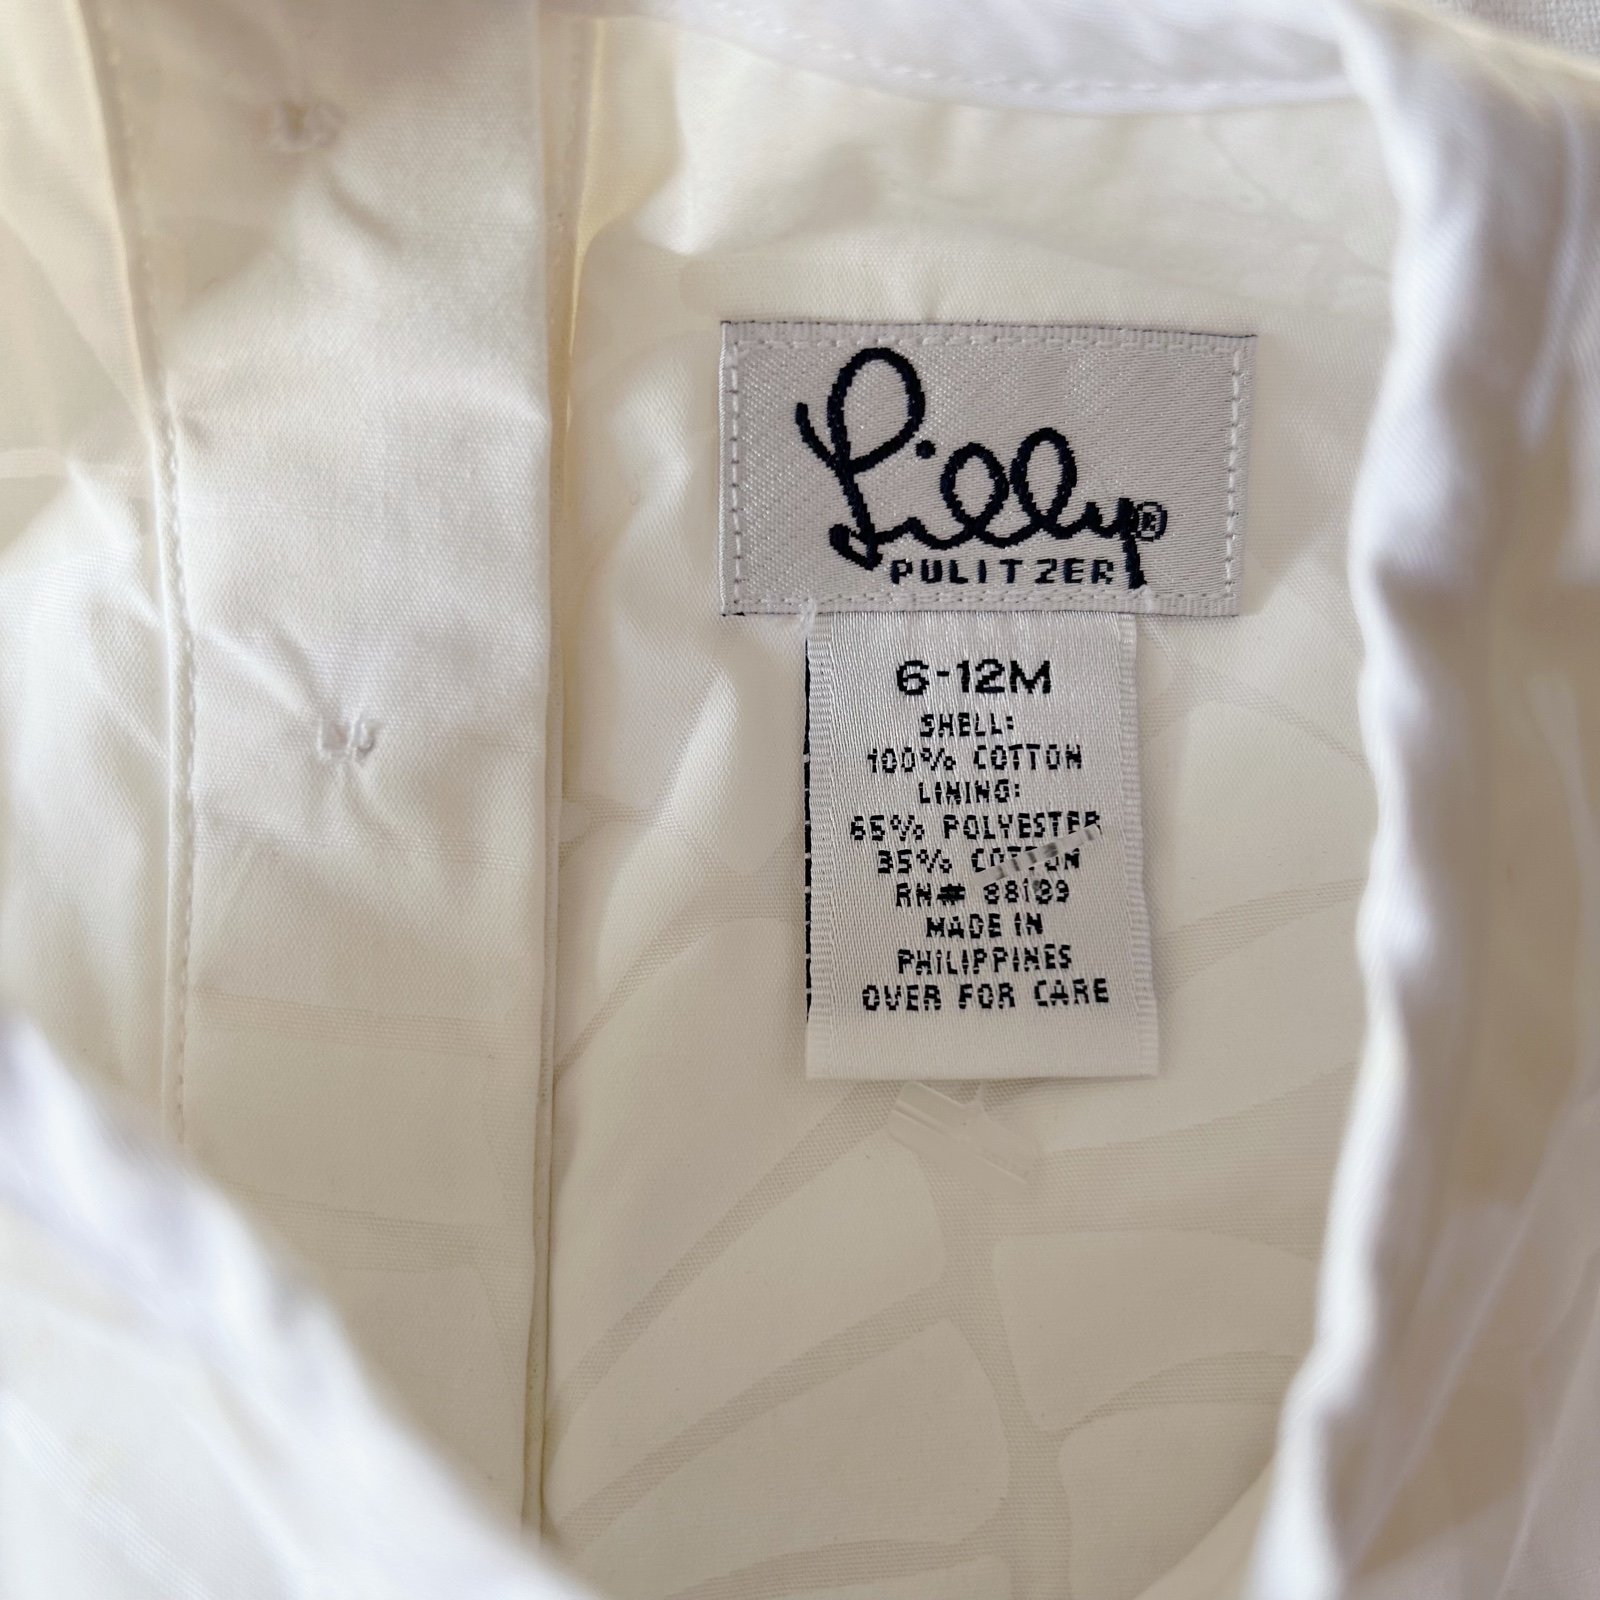 Lilly®
PULITZER
6-12M
SHELL:
100% COTTON
LINING:
65% POLYESTER
35% COTTON
RN# 88199
MADE IN
PHILIPPINES
OVER FOR CARE